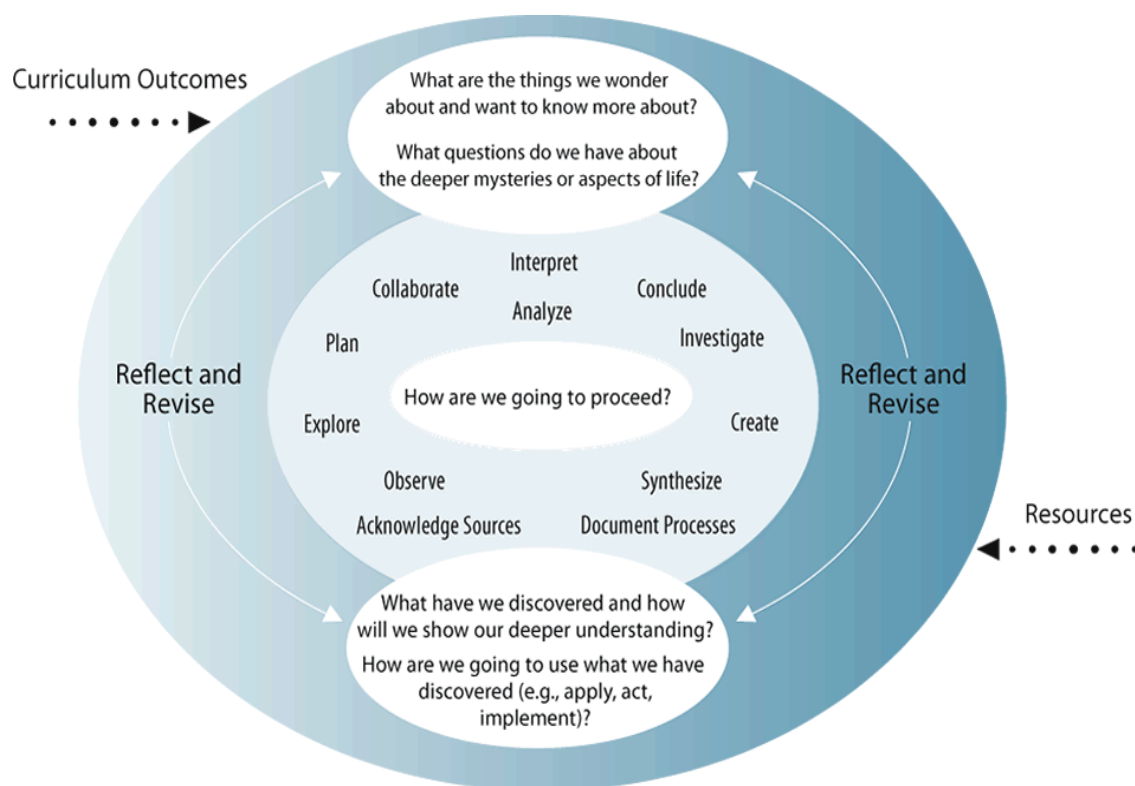 Curriculum Outcomes
What are the things we wonder
about and want to know more about?
What questions do we have about
the deeper mysteries or aspects of life?
Interpret
Collaborate
Conclude
Analyze
Plan
Investigate
Reflect and
Revise
How are we going to proceed?
Reflect and
Revise
Explore
Create
Observe
Synthesize
Acknowledge Sources
Document Processes
Resources
What have we discovered and how
will we show our deeper understanding?
How are we going to use what we have
discovered (e.g., apply, act,
implement)?